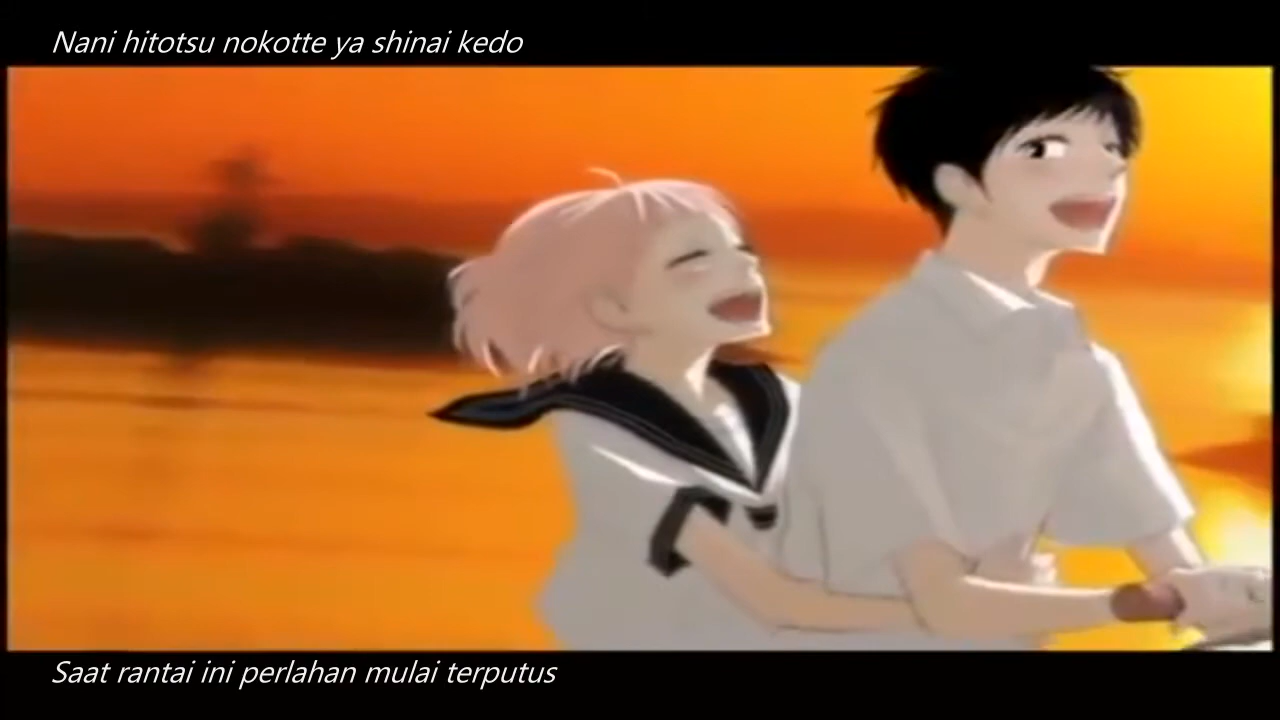 Nani hitotsu nokotte ya shinai kedo
Saat rantai ini perlahan mulai terputus